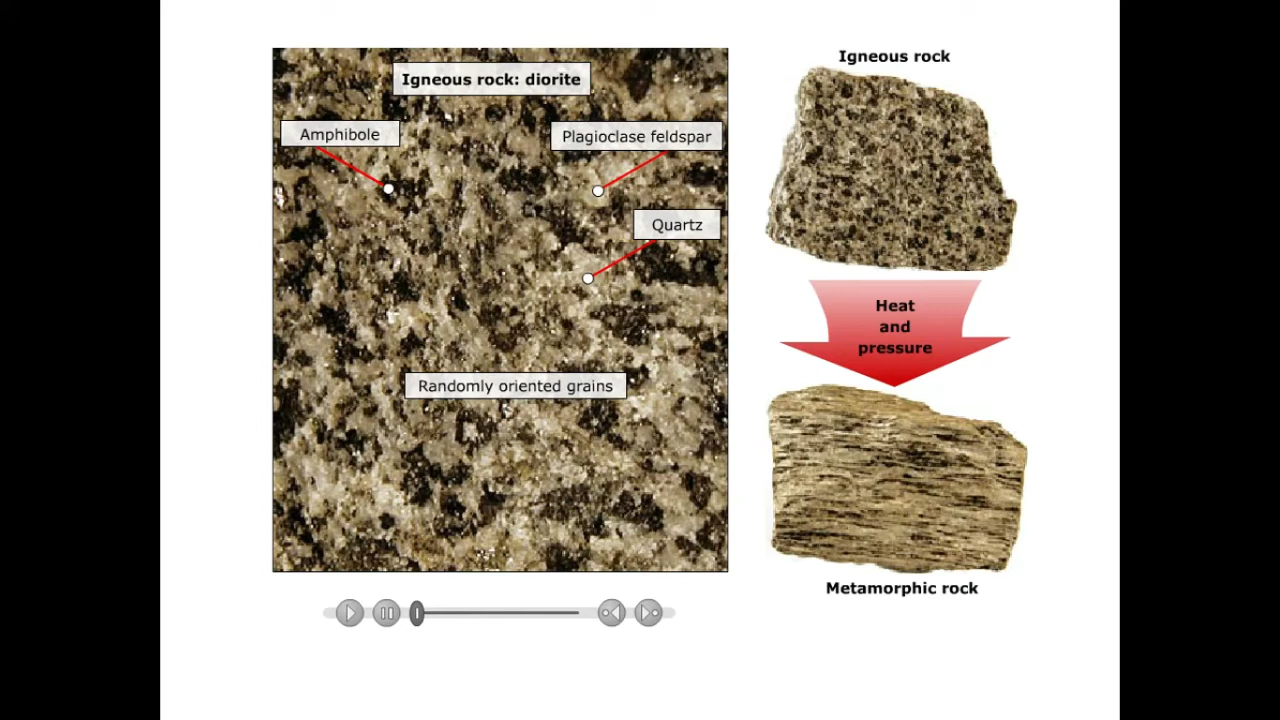 Igneous rock: diorite
Amphibole
Plagioclase feldspar
Quartz
Randomly oriented grains
Igneous rock
Heat
and
pressure
Metamorphic rock